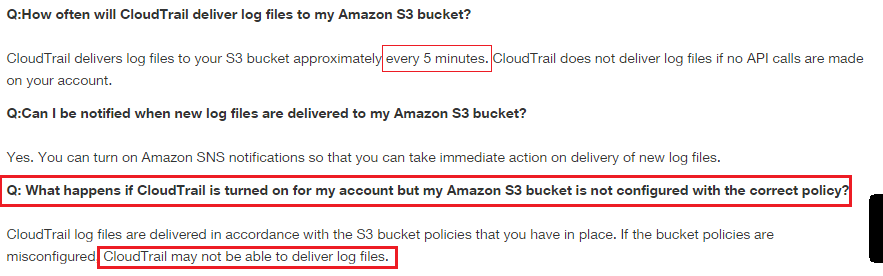 Q:How often will CloudTrail deliver log files to my Amazon S3 bucket?
CloudTrail delivers log files to your S3 bucket approximately every 5 minutes. CloudTrail does not deliver log files if no API calls are made
on your account.
Q:Can I be notified when new log files are delivered to my Amazon S3 bucket?
Yes. You can turn on Amazon SNS notifications so that you can take immediate action on delivery of new log files.
Q: What happens if CloudTrail is turned on for my account but my Amazon S3 bucket is not configured with the correct policy?
CloudTrail log files are delivered in accordance with the S3 bucket policies that you have in place. If the bucket policies are
misconfigured, CloudTrail may not be able to deliver log files.